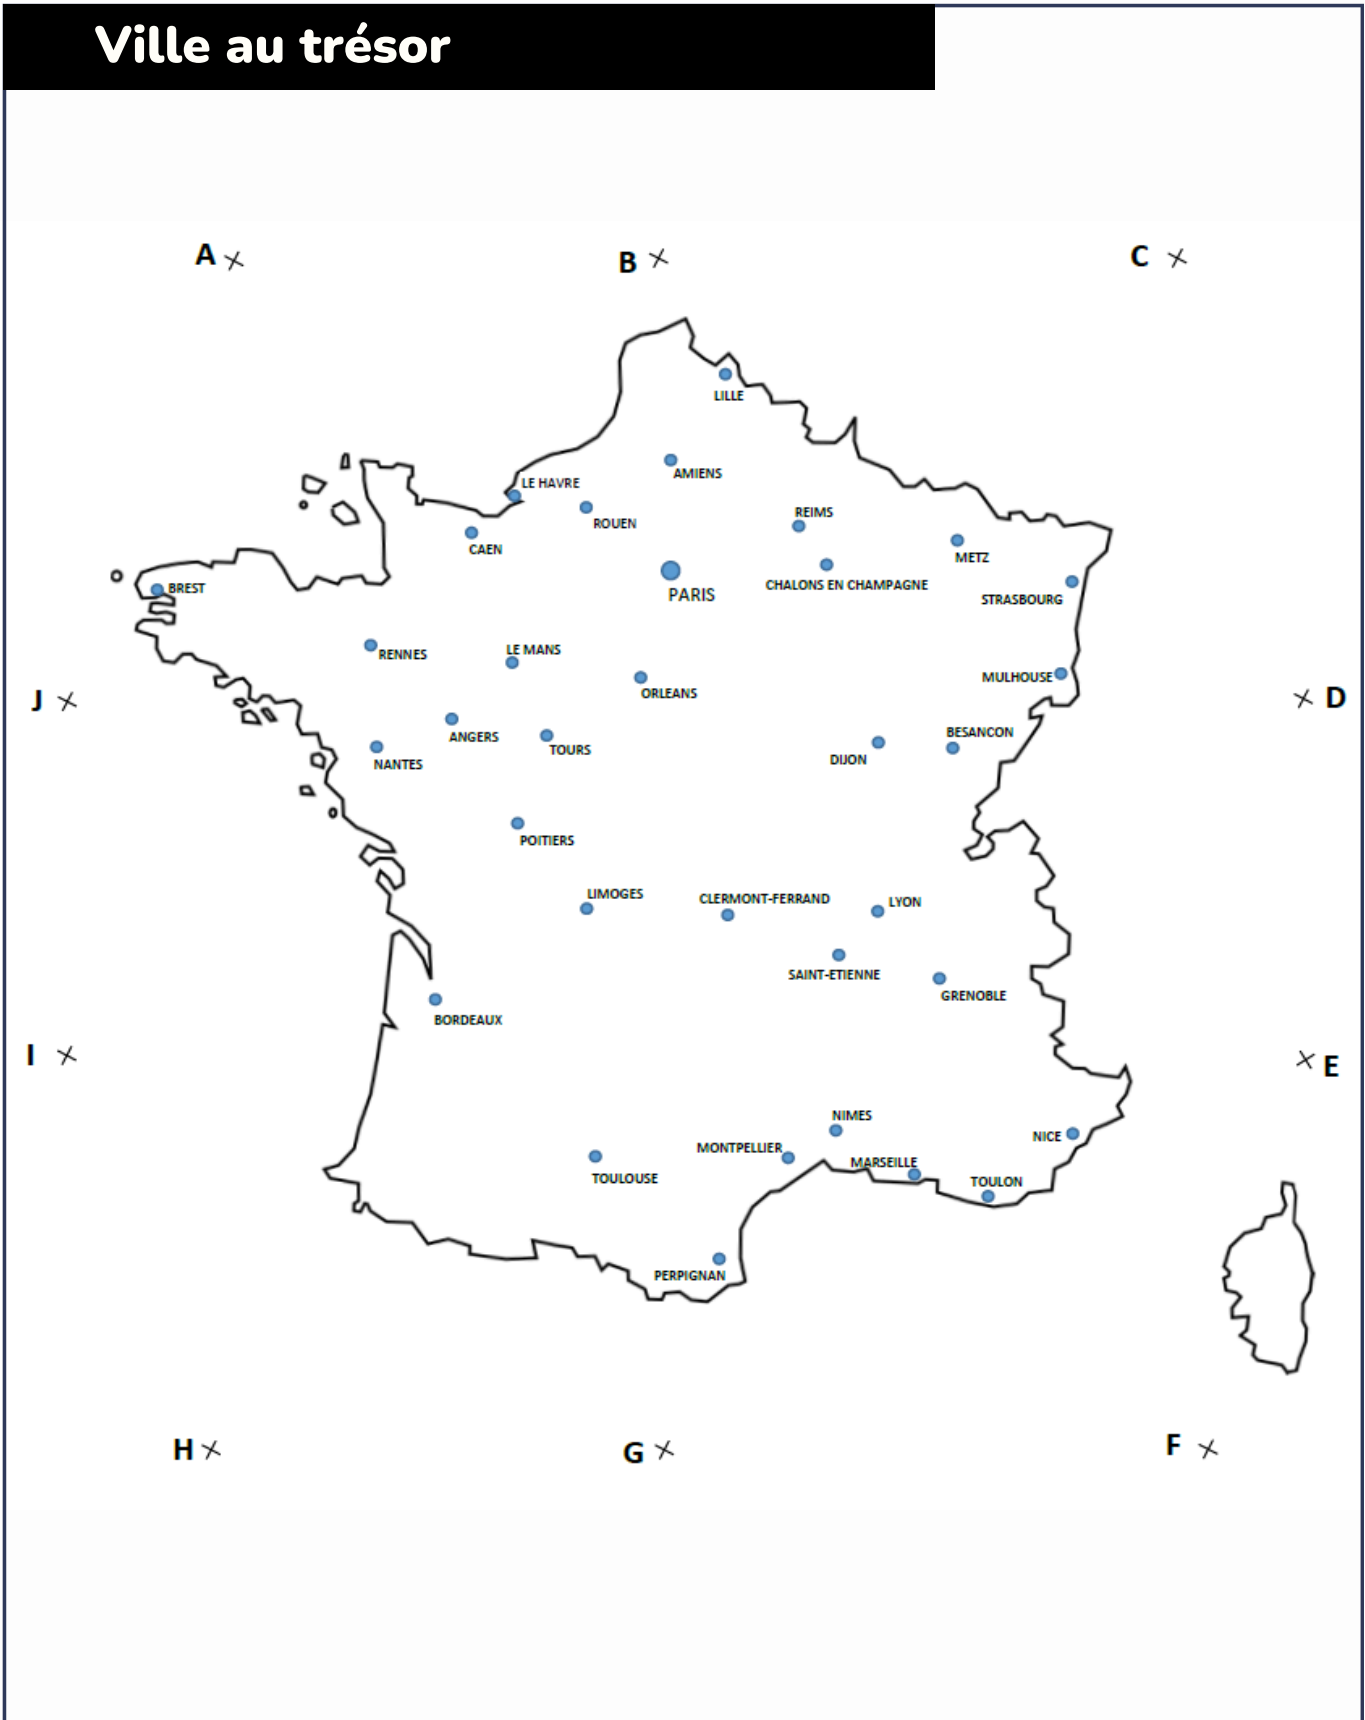 Ville au trésor
A
B
C
LILLE
AMIENS
LE HAVRE
ROUEN
REIMS
CAEN
METZ
CHALONS EN CHAMPAGNE
BREST
PARIS
STRASBOURG
RENNES
LE MANS
MULHOUSE
ORLEANS
J
D
ANGERS
TOURS
BESANCON
NANTES
DIJON
POITIERS
LIMOGES
CLERMONT-FERRAND
LYON
SAINT-ETIENNE
GRENOBLE
BORDEAUX
I
E
NIMES
NICE
MONTPELLIER
MARSEILLE
TOULOUSE
TOULON
PERPIGNAN
H
G
F